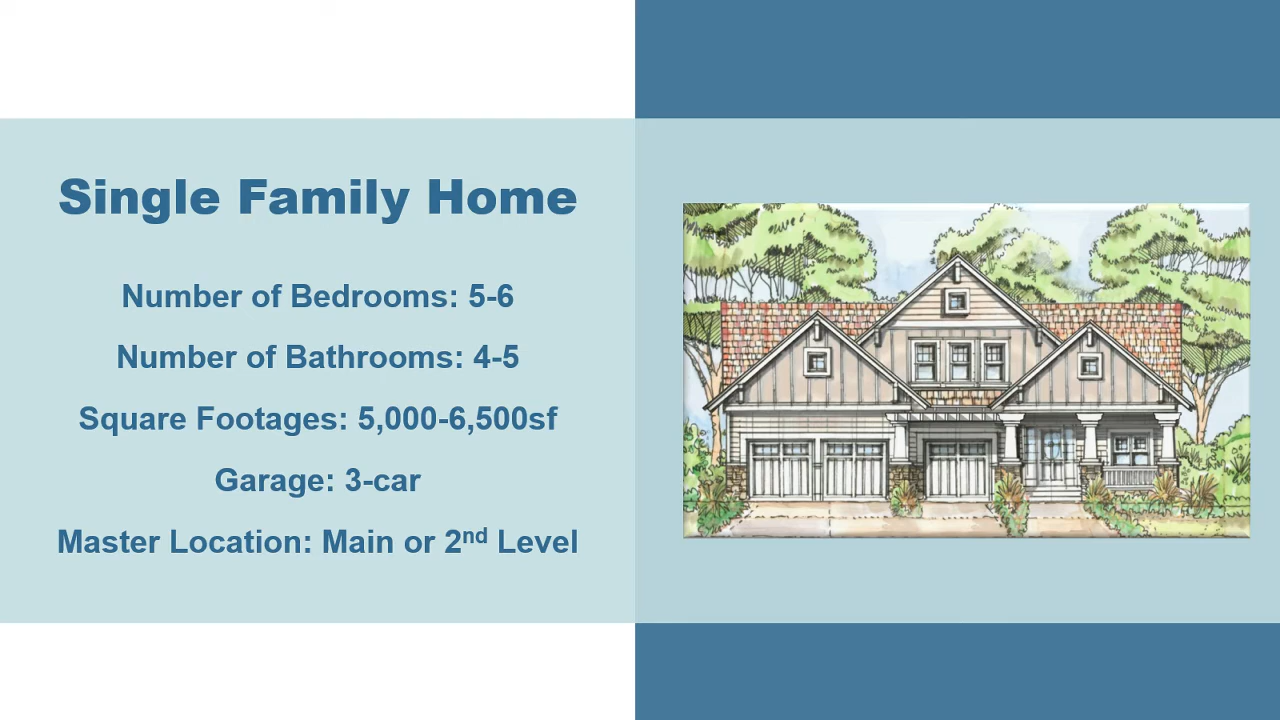 Single Family Home
Number of Bedrooms: 5-6
Number of Bathrooms: 4-5
Square Footages: 5,000-6,500sf
Garage: 3-car
Master Location: Main or 2nd Level